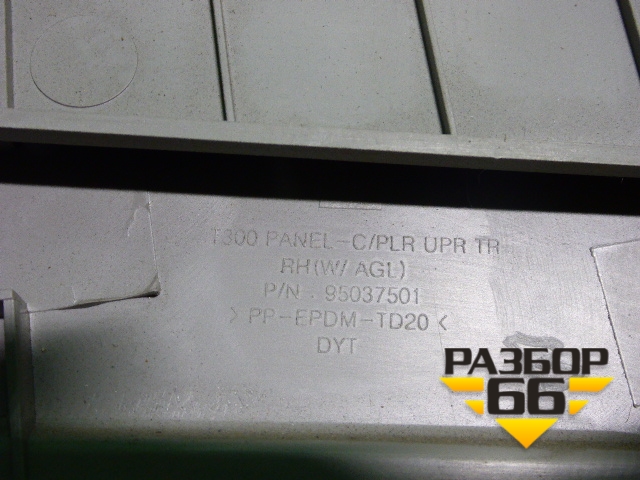 T300 PANEL-C/PLR UPR TR
RH(W/ AGL)
P/N . 95037501
> PP-EPDM-TD20 <
DYT
РАЗБОР
66